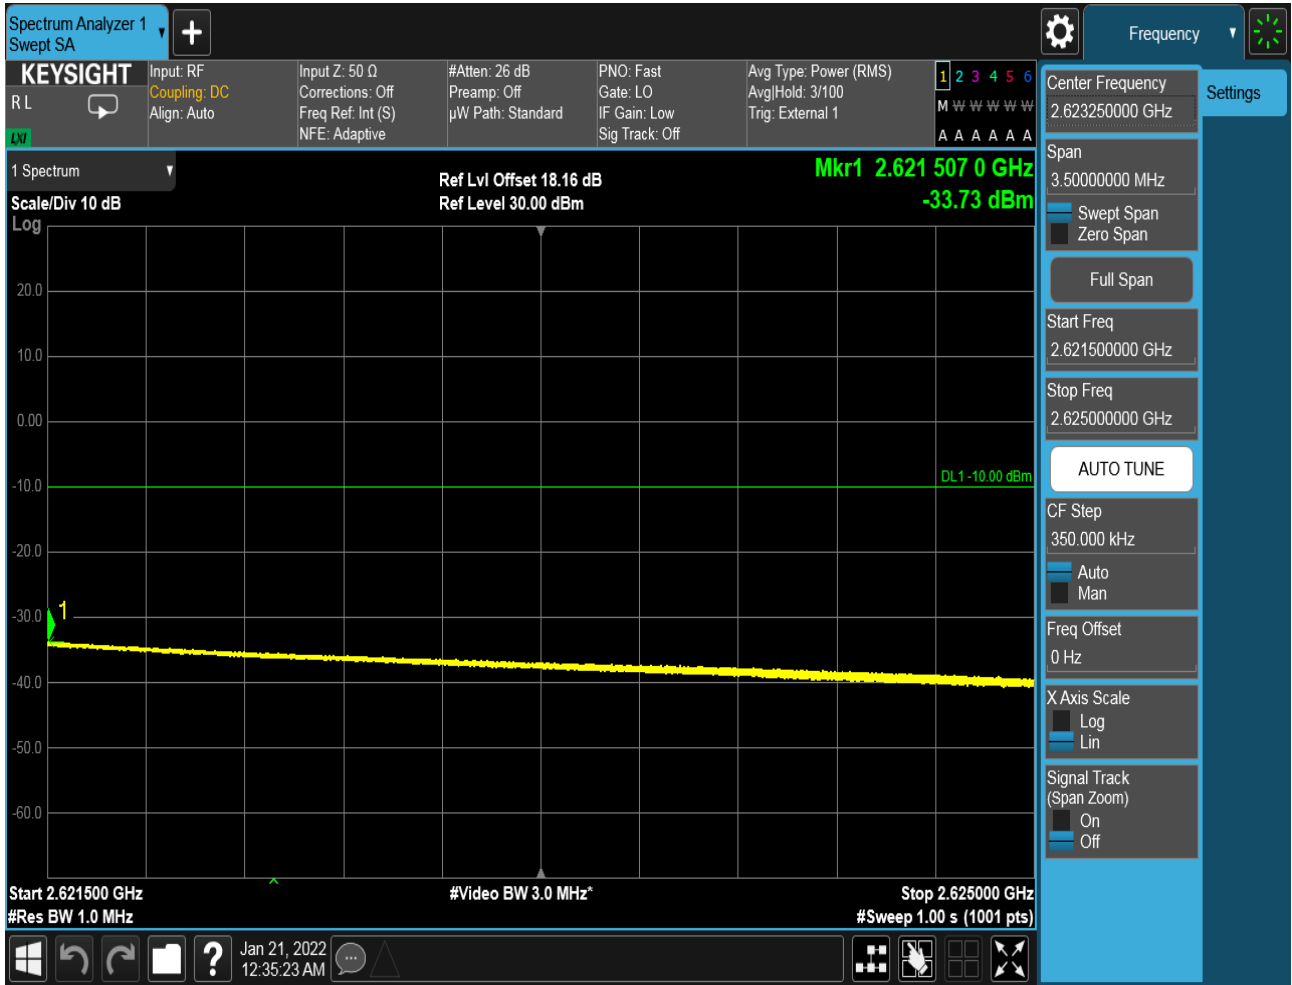 Spectrum Analyzer 1
Swept SA
+
Frequency
KEYSIGHT
R L
LXI
Input: RF
Coupling: DC
Align: Auto
Input Z: 50 Ω
Corrections: Off
Freq Ref: Int (S)
NFE: Adaptive
#Atten: 26 dB
Preamp: Off
µW Path: Standard
PNO: Fast
Gate: LO
IF Gain: Low
Sig Track: Off
Avg Type: Power (RMS)
Avg|Hold: 3/100
Trig: External 1
1 2 3 4 5 6
M W W W W W
A A A A A A
1 Spectrum
Scale/Div 10 dB
Log
Ref Lvl Offset 18.16 dB
Ref Level 30.00 dBm
Mkr1 2.621 507 0 GHz
-33.73 dBm
20.0
10.0
0.00
-10.0
-20.0
-30.0
-40.0
-50.0
-60.0
DL1 -10.00 dBm
1
Start 2.621500 GHz
#Res BW 1.0 MHz
#Video BW 3.0 MHz*
Stop 2.625000 GHz
#Sweep 1.00 s (1001 pts)
?
Jan 21, 2022
12:35:23 AM
Center Frequency
2.623250000 GHz
Settings
Span
3.50000000 MHz
Swept Span
Zero Span
Full Span
Start Freq
2.621500000 GHz
Stop Freq
2.625000000 GHz
AUTO TUNE
CF Step
350.000 kHz
Auto
Man
Freq Offset
0 Hz
X Axis Scale
Log
Lin
Signal Track
(Span Zoom)
On
Off